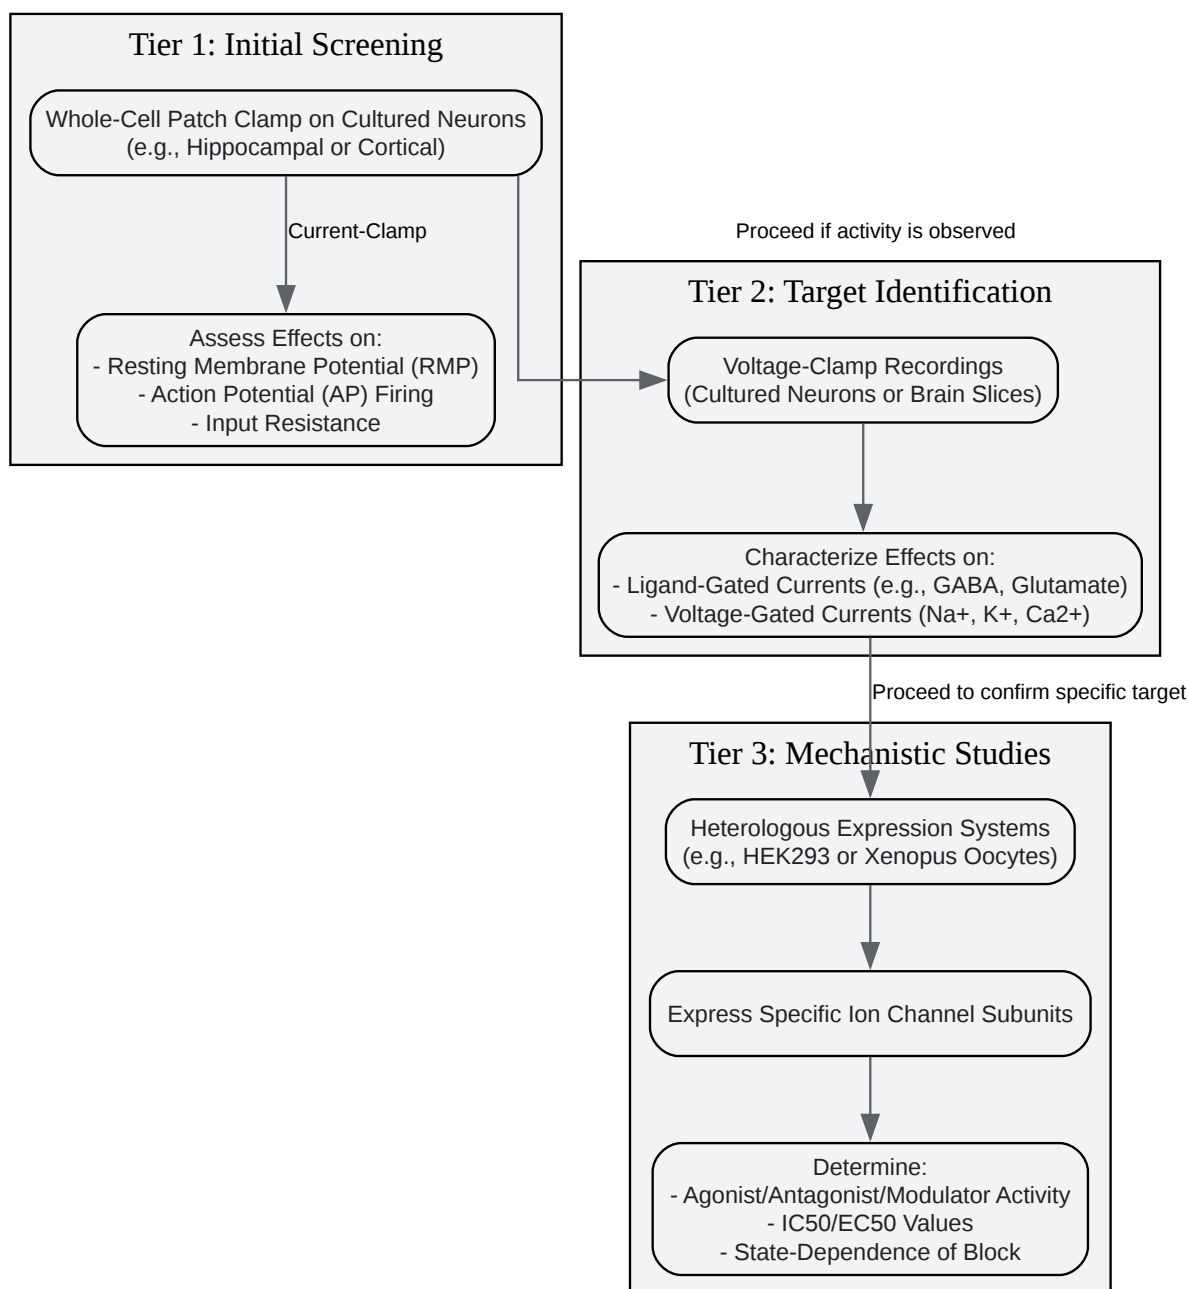 Tier 1: Initial Screening
Whole-Cell Patch Clamp on Cultured Neurons
(e.g., Hippocampal or Cortical)
Current-Clamp
Assess Effects on:
- Resting Membrane Potential (RMP)
- Action Potential (AP) Firing
- Input Resistance
Proceed if activity is observed
Tier 2: Target Identification
Voltage-Clamp Recordings
(Cultured Neurons or Brain Slices)
Characterize Effects on:
- Ligand-Gated Currents (e.g., GABA, Glutamate)
- Voltage-Gated Currents (Na+, K+, Ca2+)
Proceed to confirm specific target
Tier 3: Mechanistic Studies
Heterologous Expression Systems
(e.g., HEK293 or Xenopus Oocytes)
Express Specific Ion Channel Subunits
Determine:
- Agonist/Antagonist/Modulator Activity
- IC50/EC50 Values
- State-Dependence of Block